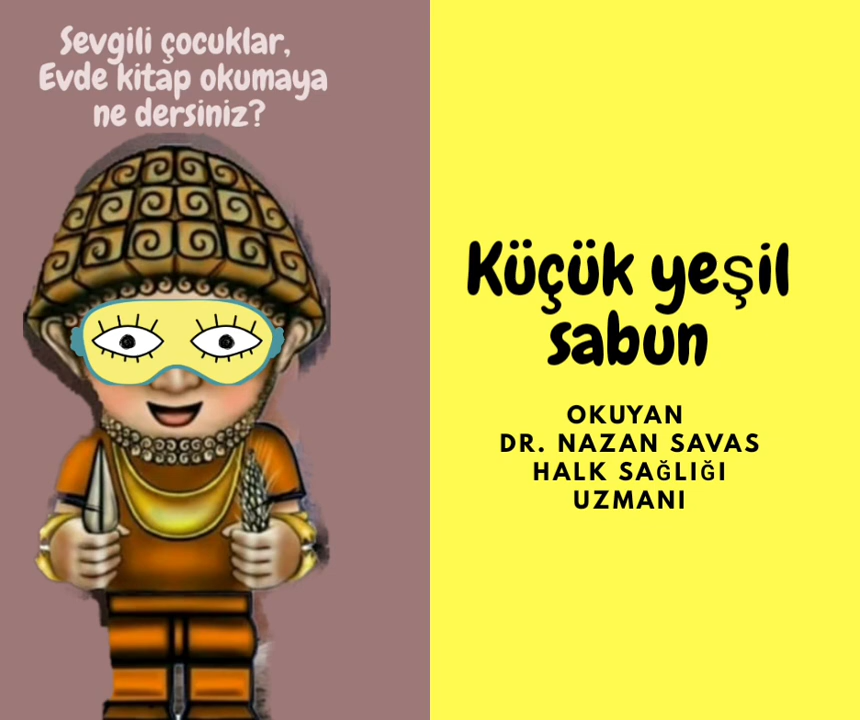 Sevgili çocuklar,
Evde kitap okumaya
ne dersiniz?
Küçük yeşil
sabun
OKUYAN
DR. NAZAN SAVAS
HALK SAĞLIĞI
UZMANI